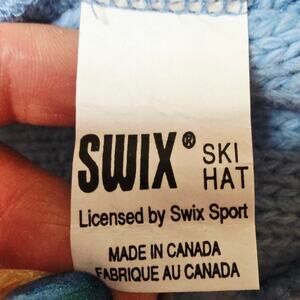 SWIX® SKI
HAT
Licensed by Swix Sport
MADE IN CANADA
FABRIQUE AU CANADA